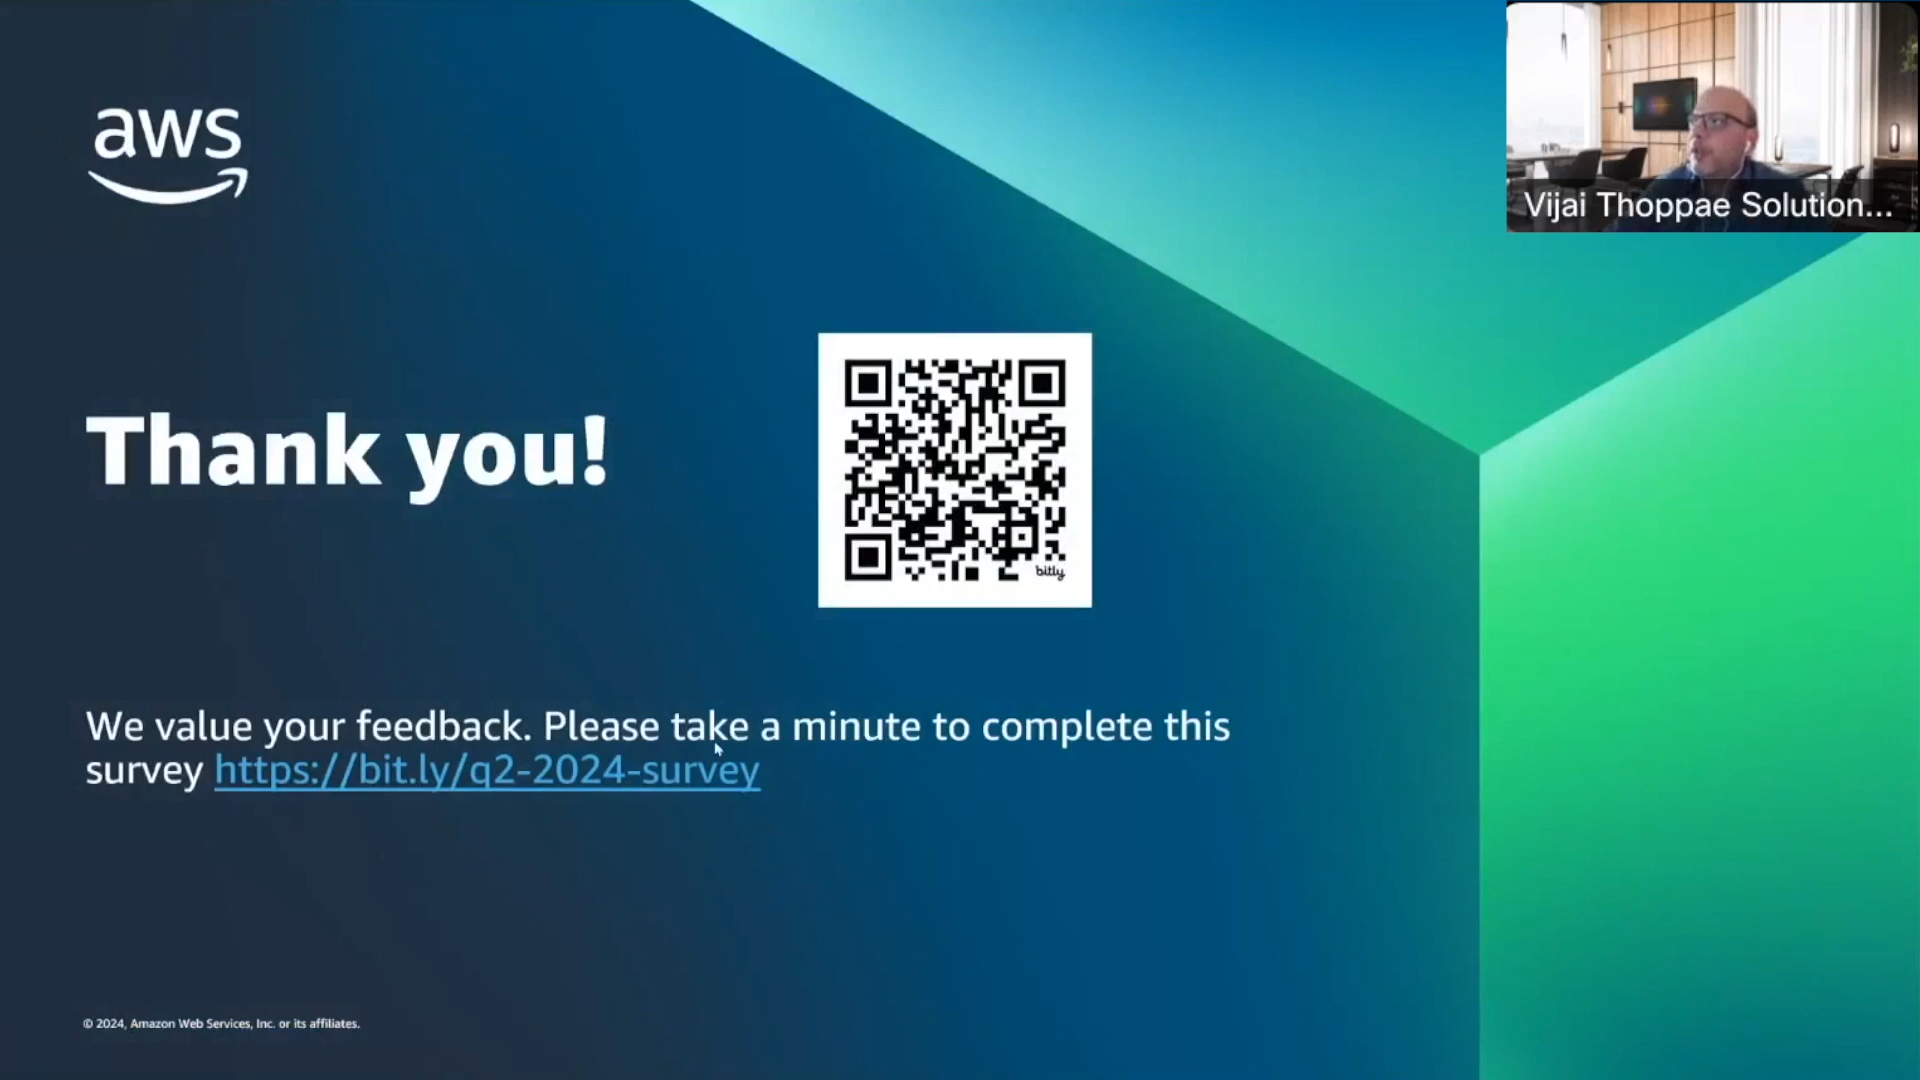 aws
Vijai Thoppae Solution...
Thank you!
bitly
We value your feedback. Please take a minute to complete this
survey https://bit.ly/q2-2024-survey
© 2024, Amazon Web Services, Inc. or its affiliates.